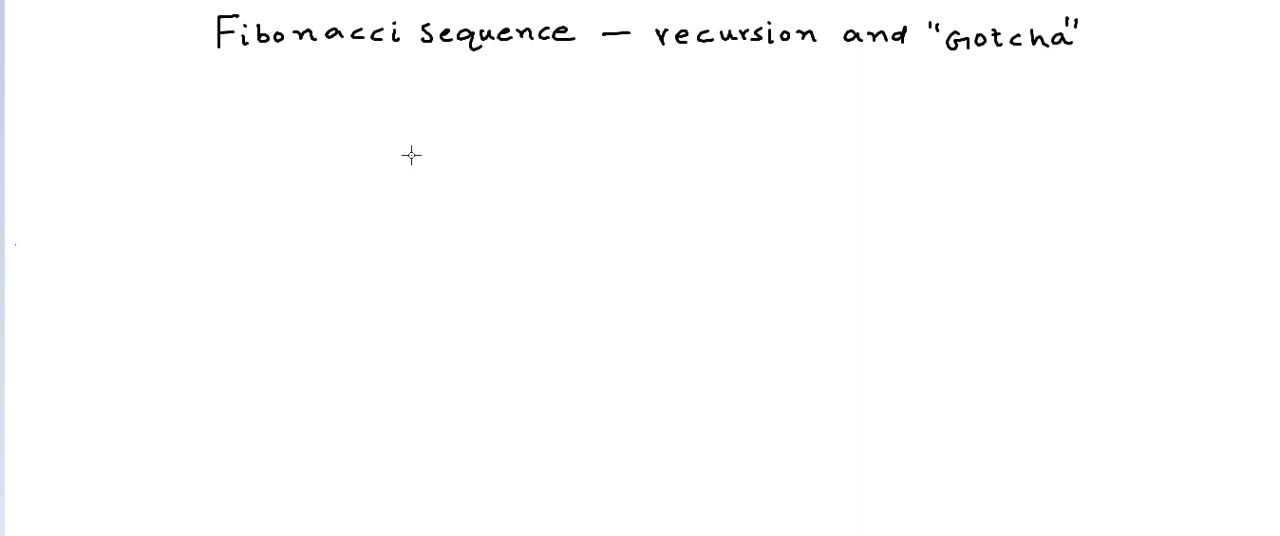 Fibonacci sequence – recursion and "Gotcha"